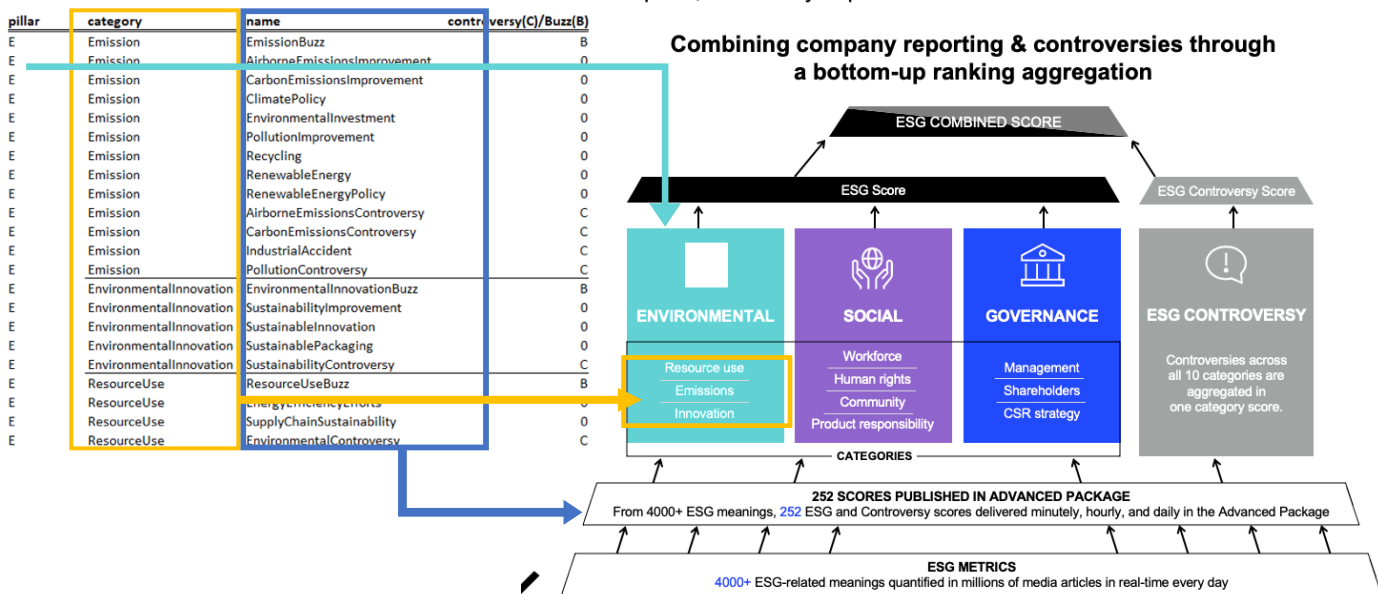 pillar category name controversy(C)/Buzz(B)
E Emission EmissionBuzz B
E Emission AirborneEmissionsImprovement 0
E Emission CarbonEmissionsImprovement 0
E Emission ClimatePolicy 0
E Emission EnvironmentalInvestment 0
E Emission PollutionImprovement 0
E Emission Recycling 0
E Emission RenewableEnergy 0
E Emission RenewableEnergyPolicy 0
E Emission AirborneEmissionsControversy C
E Emission CarbonEmissionsControversy C
E Emission IndustrialAccident C
E Emission PollutionControversy C
E EnvironmentalInnovation EnvironmentalInnovationBuzz B
E EnvironmentalInnovation SustainabilityImprovement 0
E EnvironmentalInnovation SustainableInnovation 0
E EnvironmentalInnovation SustainablePackaging 0
E EnvironmentalInnovation SustainabilityControversy C
E ResourceUse ResourceUseBuzz B
E ResourceUse EnergyEfficiencyEfforts 0
E ResourceUse SupplyChainSustainability 0
E ResourceUse EnvironmentalControversy C
Combining company reporting & controversies through
a bottom-up ranking aggregation
ESG COMBINED SCORE
ESG Score
ESG Controversy Score
ENVIRONMENTAL
Resource use
Emissions
Innovation
SOCIAL
Workforce
Human rights
Community
Product responsibility
GOVERNANCE
Management
Shareholders
CSR strategy
ESG CONTROVERSY
Controversies across
all 10 categories are
aggregated in
one category score.
CATEGORIES
252 SCORES PUBLISHED IN ADVANCED PACKAGE
From 4000+ ESG meanings, 252 ESG and Controversy scores delivered minutely, hourly, and daily in the Advanced Package
ESG METRICS
4000+ ESG-related meanings quantified in millions of media articles in real-time every day